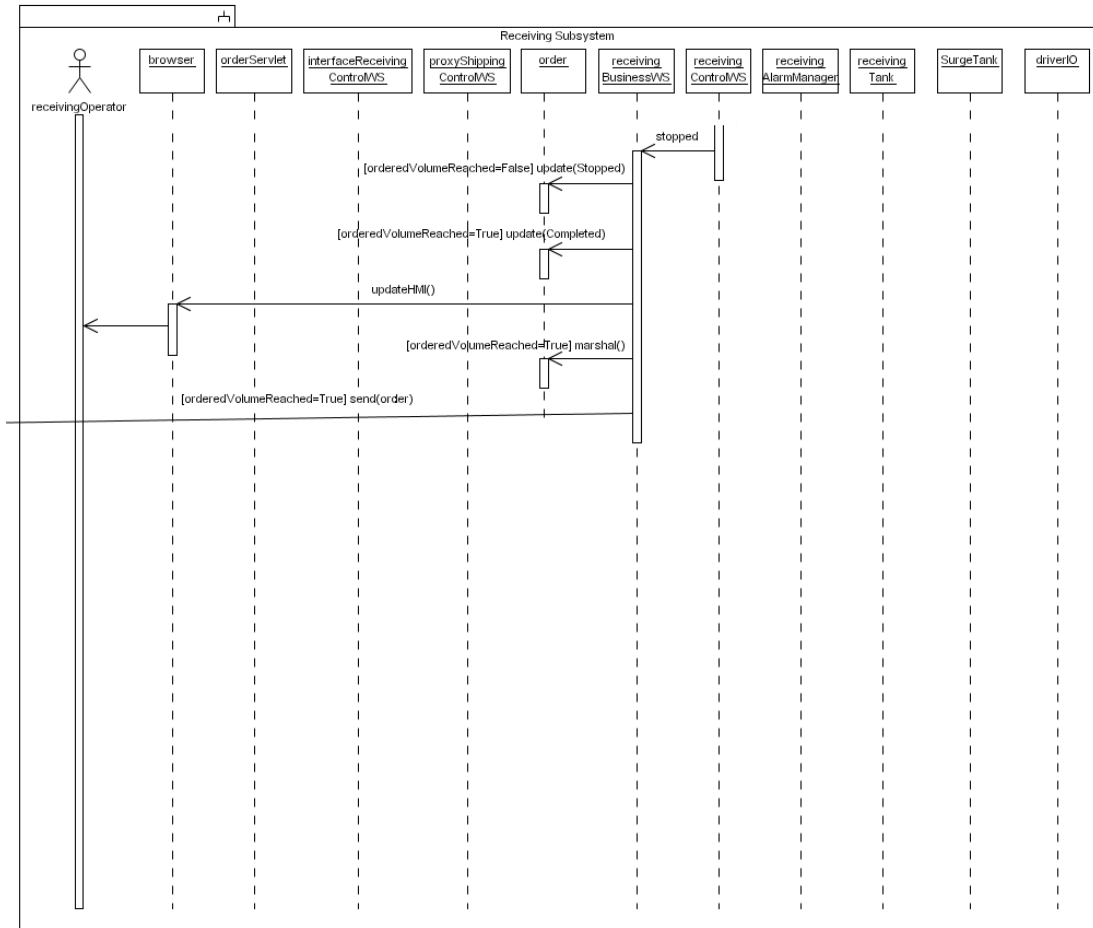 Receiving Subsystem
receivingOperator
browser
orderServlet
interfaceReceiving
ControlWS
proxyShipping
ControlWS
order
receiving
BusinessWS
receiving
ControlWS
receiving
AlarmManager
receiving
Tank
SurgeTank
driverIO
stopped
[orderedVolumeReached=False] update(Stopped)
[orderedVolumeReached=True] update(Completed)
updateHMI()
[orderedVolumeReached=True] marshal()
[orderedVolumeReached=True] send(order)